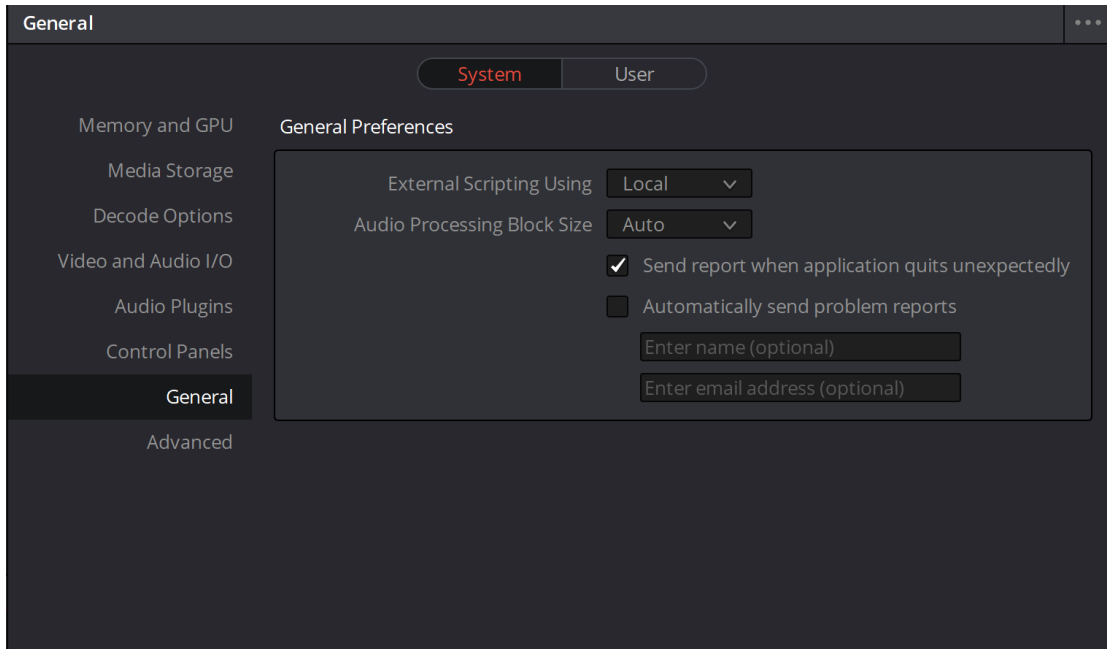 General
System
User
Memory and GPU
Media Storage
Decode Options
Video and Audio I/O
Audio Plugins
Control Panels
General
Advanced
General Preferences
External Scripting Using Local
Audio Processing Block Size Auto
Send report when application quits unexpectedly
Automatically send problem reports
Enter name (optional)
Enter email address (optional)